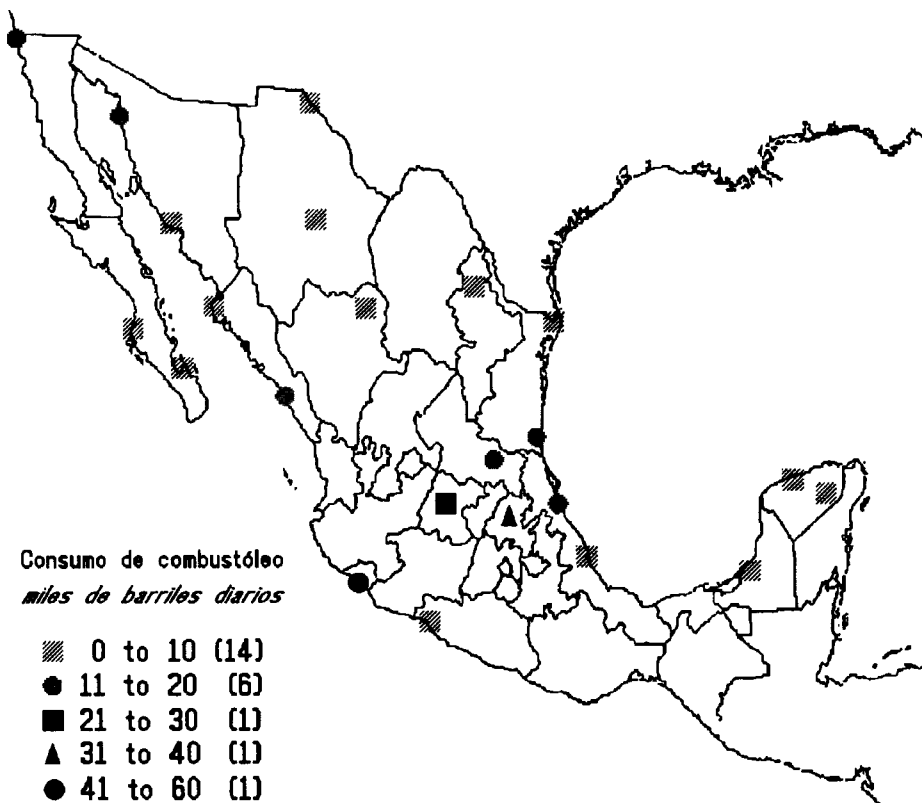 Consumo de combustóleo
miles de barriles diarios
0 to 10 (14)
11 to 20 (6)
21 to 30 (1)
31 to 40 (1)
41 to 60 (1)